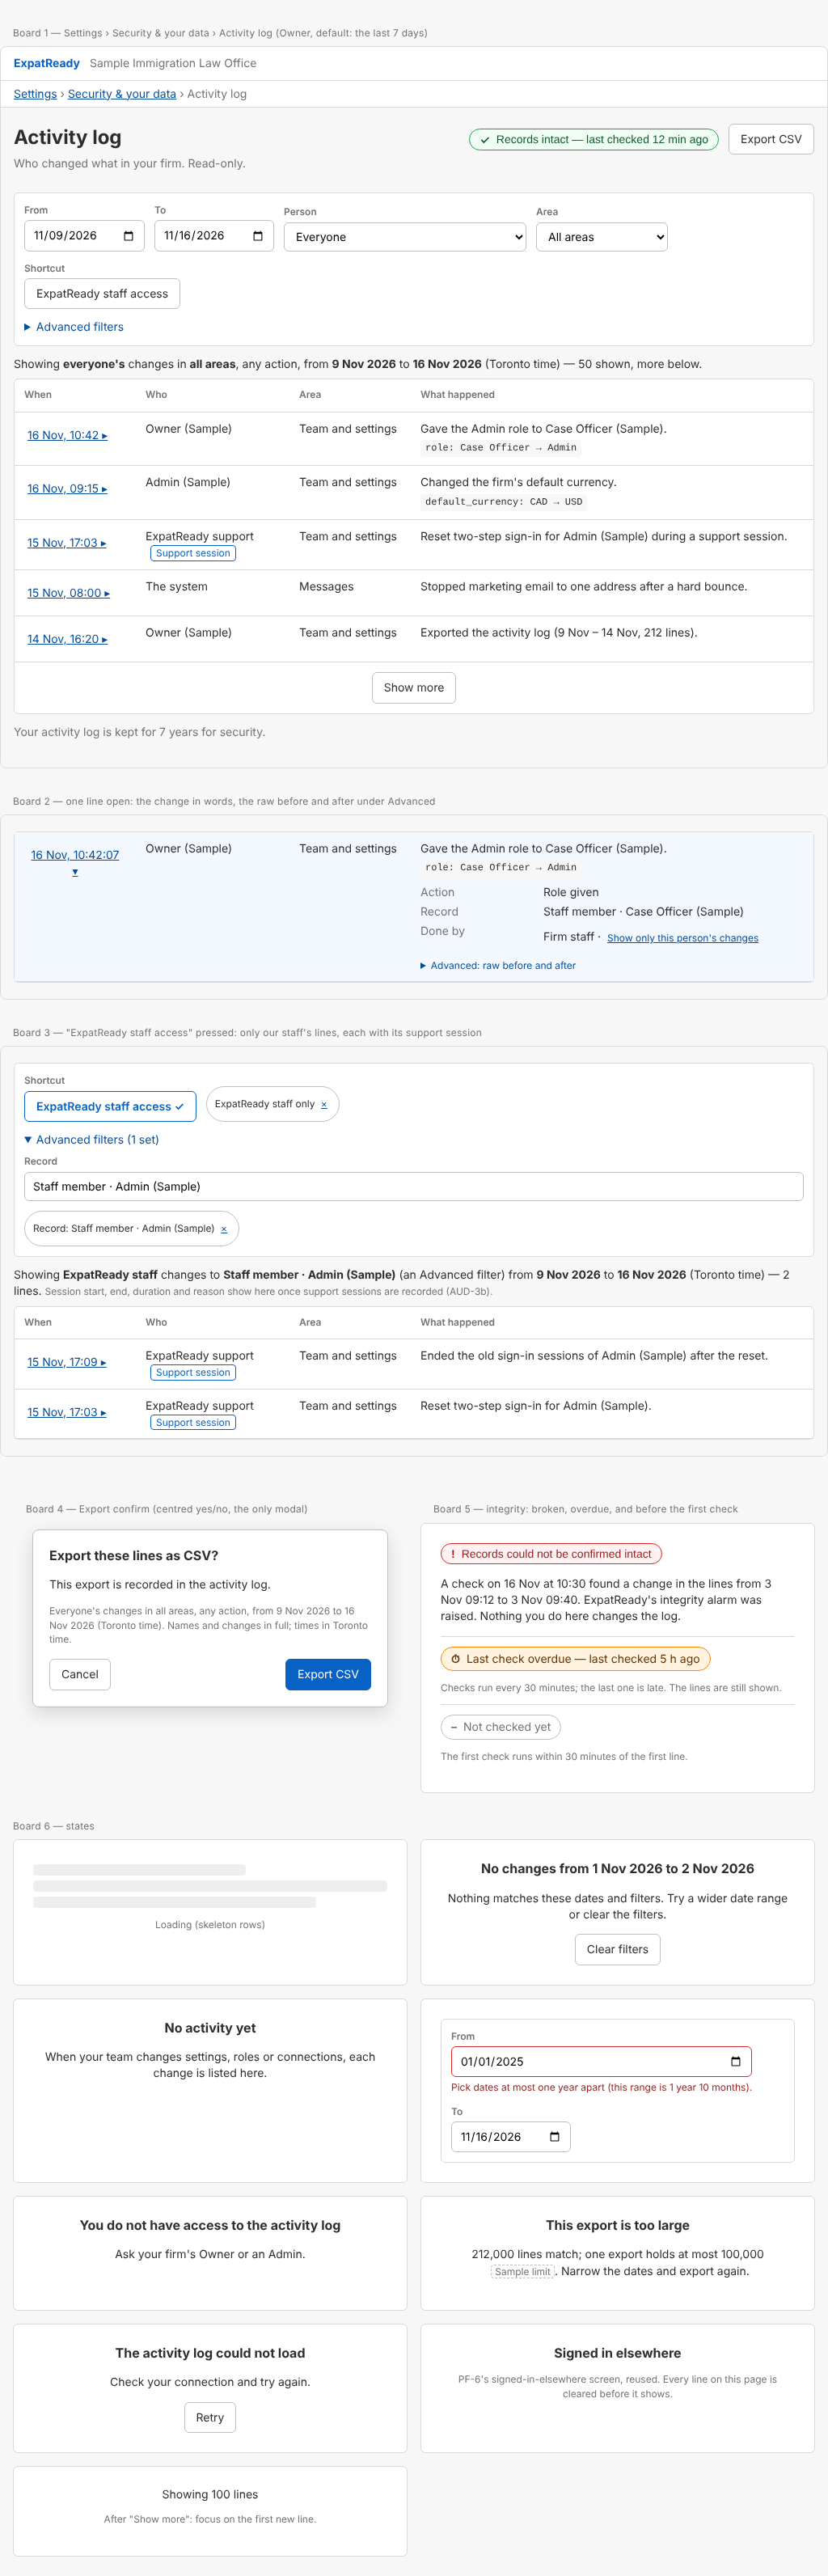 Board 1 — Settings › Security & your data › Activity log (Owner, default: the last 7 days)
ExpatReady Sample Immigration Law Office
Settings › Security & your data › Activity log
Activity log
✓ Records intact — last checked 12 min ago
Export CSV
Who changed what in your firm. Read-only.
From To Person Area
11/09/2026 11/16/2026 Everyone All areas
Shortcut
ExpatReady staff access
▶ Advanced filters
Showing everyone's changes in all areas, any action, from 9 Nov 2026 to 16 Nov 2026 (Toronto time) — 50 shown, more below.
When Who Area What happened
16 Nov, 10:42 ▸ Owner (Sample) Team and settings Gave the Admin role to Case Officer (Sample).
role: Case Officer → Admin
16 Nov, 09:15 ▸ Admin (Sample) Team and settings Changed the firm's default currency.
default_currency: CAD → USD
15 Nov, 17:03 ▸ ExpatReady support Team and settings Reset two-step sign-in for Admin (Sample) during a support session.
Support session
15 Nov, 08:00 ▸ The system Messages Stopped marketing email to one address after a hard bounce.
14 Nov, 16:20 ▸ Owner (Sample) Team and settings Exported the activity log (9 Nov – 14 Nov, 212 lines).
Show more
Your activity log is kept for 7 years for security.
Board 2 — one line open: the change in words, the raw before and after under Advanced
16 Nov, 10:42:07 ▾ Owner (Sample) Team and settings Gave the Admin role to Case Officer (Sample).
role: Case Officer → Admin
Action Role given
Record Staff member · Case Officer (Sample)
Done by Firm staff · Show only this person's changes
▶ Advanced: raw before and after
Board 3 — "ExpatReady staff access" pressed: only our staff's lines, each with its support session
Shortcut
ExpatReady staff access ✓ ExpatReady staff only ×
▼ Advanced filters (1 set)
Record
Staff member · Admin (Sample)
Record: Staff member · Admin (Sample) ×
Showing ExpatReady staff changes to Staff member · Admin (Sample) (an Advanced filter) from 9 Nov 2026 to 16 Nov 2026 (Toronto time) — 2
lines. Session start, end, duration and reason show here once support sessions are recorded (AUD-3b).
When Who Area What happened
15 Nov, 17:09 ▸ ExpatReady support Team and settings Ended the old sign-in sessions of Admin (Sample) after the reset.
Support session
15 Nov, 17:03 ▸ ExpatReady support Team and settings Reset two-step sign-in for Admin (Sample).
Support session
Board 4 — Export confirm (centred yes/no, the only modal)
Export these lines as CSV?
This export is recorded in the activity log.
Everyone's changes in all areas, any action, from 9 Nov 2026 to 16
Nov 2026 (Toronto time). Names and changes in full; times in Toronto
time.
Cancel Export CSV
Board 5 — integrity: broken, overdue, and before the first check
! Records could not be confirmed intact
A check on 16 Nov at 10:30 found a change in the lines from 3
Nov 09:12 to 3 Nov 09:40. ExpatReady's integrity alarm was
raised. Nothing you do here changes the log.
⏱ Last check overdue — last checked 5 h ago
Checks run every 30 minutes; the last one is late. The lines are still shown.
– Not checked yet
The first check runs within 30 minutes of the first line.
Board 6 — states
Loading (skeleton rows)
No changes from 1 Nov 2026 to 2 Nov 2026
Nothing matches these dates and filters. Try a wider date range
or clear the filters.
Clear filters
No activity yet
When your team changes settings, roles or connections, each
change is listed here.
From
01/01/2025
Pick dates at most one year apart (this range is 1 year 10 months).
To
11/16/2026
You do not have access to the activity log
Ask your firm's Owner or an Admin.
This export is too large
212,000 lines match; one export holds at most 100,000
Sample limit. Narrow the dates and export again.
The activity log could not load
Check your connection and try again.
Retry
Signed in elsewhere
PF-6's signed-in-elsewhere screen, reused. Every line on this page is
cleared before it shows.
Showing 100 lines
After "Show more": focus on the first new line.